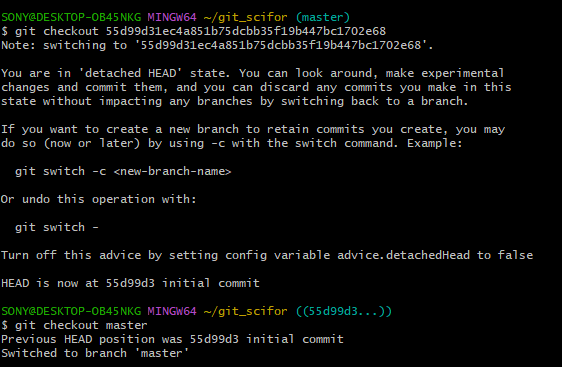 SONY@DESKTOP-OB45NKG MINGW64 ~/git_scifor (master)
$ git checkout 55d99d31ec4a851b75dcbb35f19b447bc1702e68
Note: switching to '55d99d31ec4a851b75dcbb35f19b447bc1702e68'.
You are in 'detached HEAD' state. You can look around, make experimental
changes and commit them, and you can discard any commits you make in this
state without impacting any branches by switching back to a branch.
If you want to create a new branch to retain commits you create, you may
do so (now or later) by using -c with the switch command. Example:
git switch -c <new-branch-name>
Or undo this operation with:
git switch -
Turn off this advice by setting config variable advice.detachedHead to false
HEAD is now at 55d99d3 initial commit
SONY@DESKTOP-OB45NKG MINGW64 ~/git_scifor ((55d99d3...))
$ git checkout master
Previous HEAD position was 55d99d3 initial commit
Switched to branch 'master'